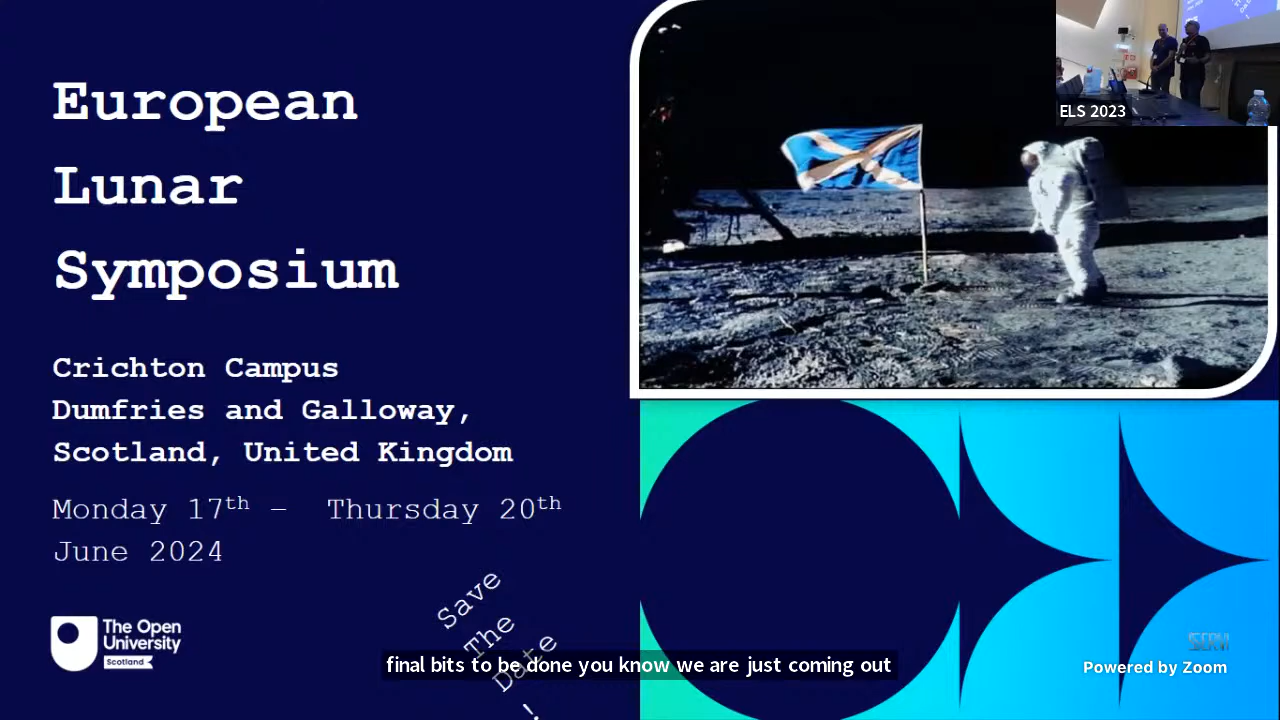 European
Lunar
Symposium
Crichton Campus
Dumfries and Galloway,
Scotland, United Kingdom
Monday 17th – Thursday 20th
June 2024
Save
The
Date
!
The Open
University
Scotland
ELS 2023
final bits to be done you know we are just coming out
Powered by Zoom